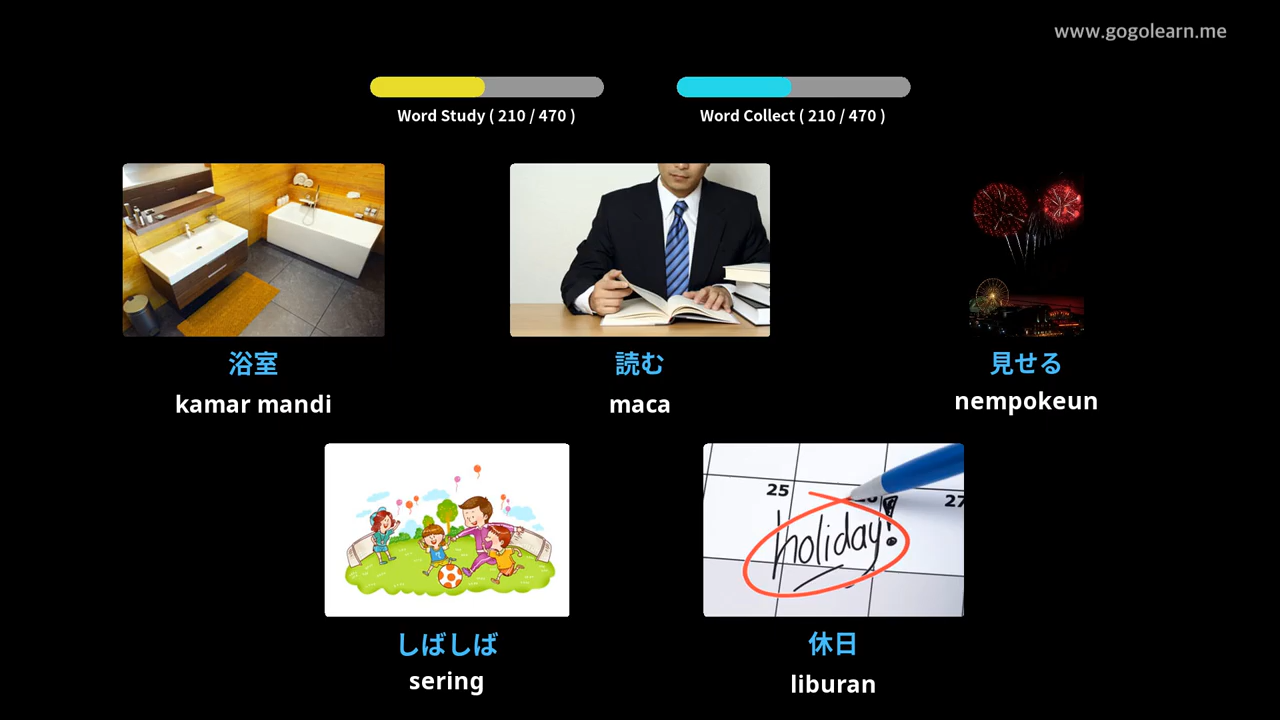 www.gogolearn.me
Word Study ( 210 / 470 )
Word Collect ( 210 / 470 )
浴室
kamar mandi
読む
maca
見せる
nempokeun
25
27
holiday!
しばしば
sering
休日
liburan